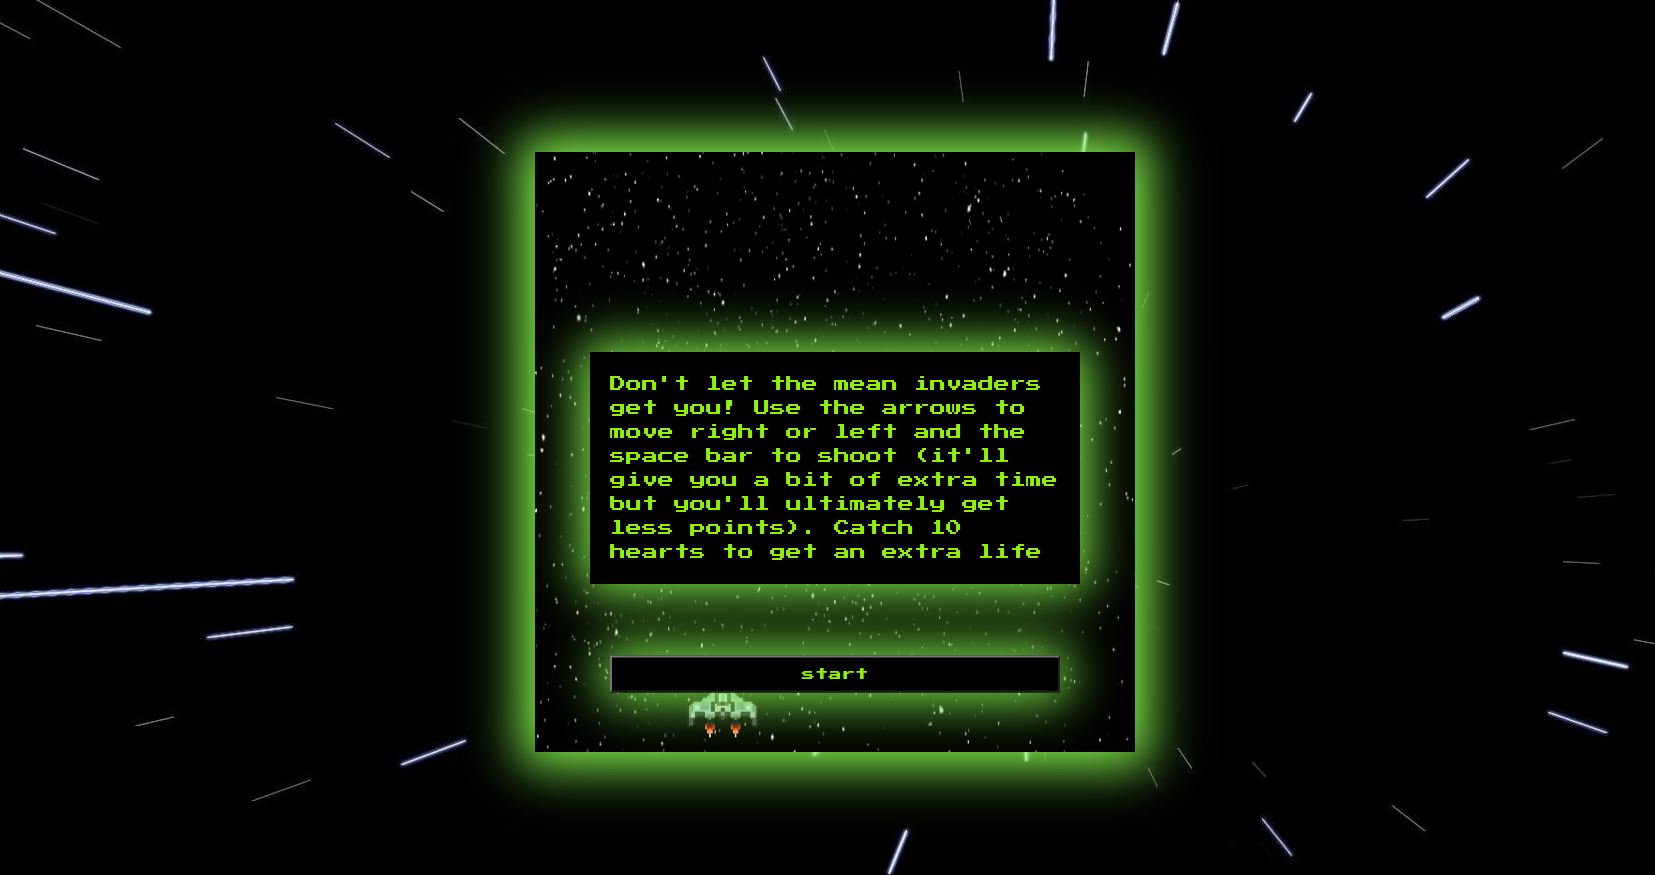 Don't let the mean invaders
get you! Use the arrows to
move right or left and the
space bar to shoot (it'll
give you a bit of extra time
but you'll ultimately get
less points). Catch 10
hearts to get an extra life
start